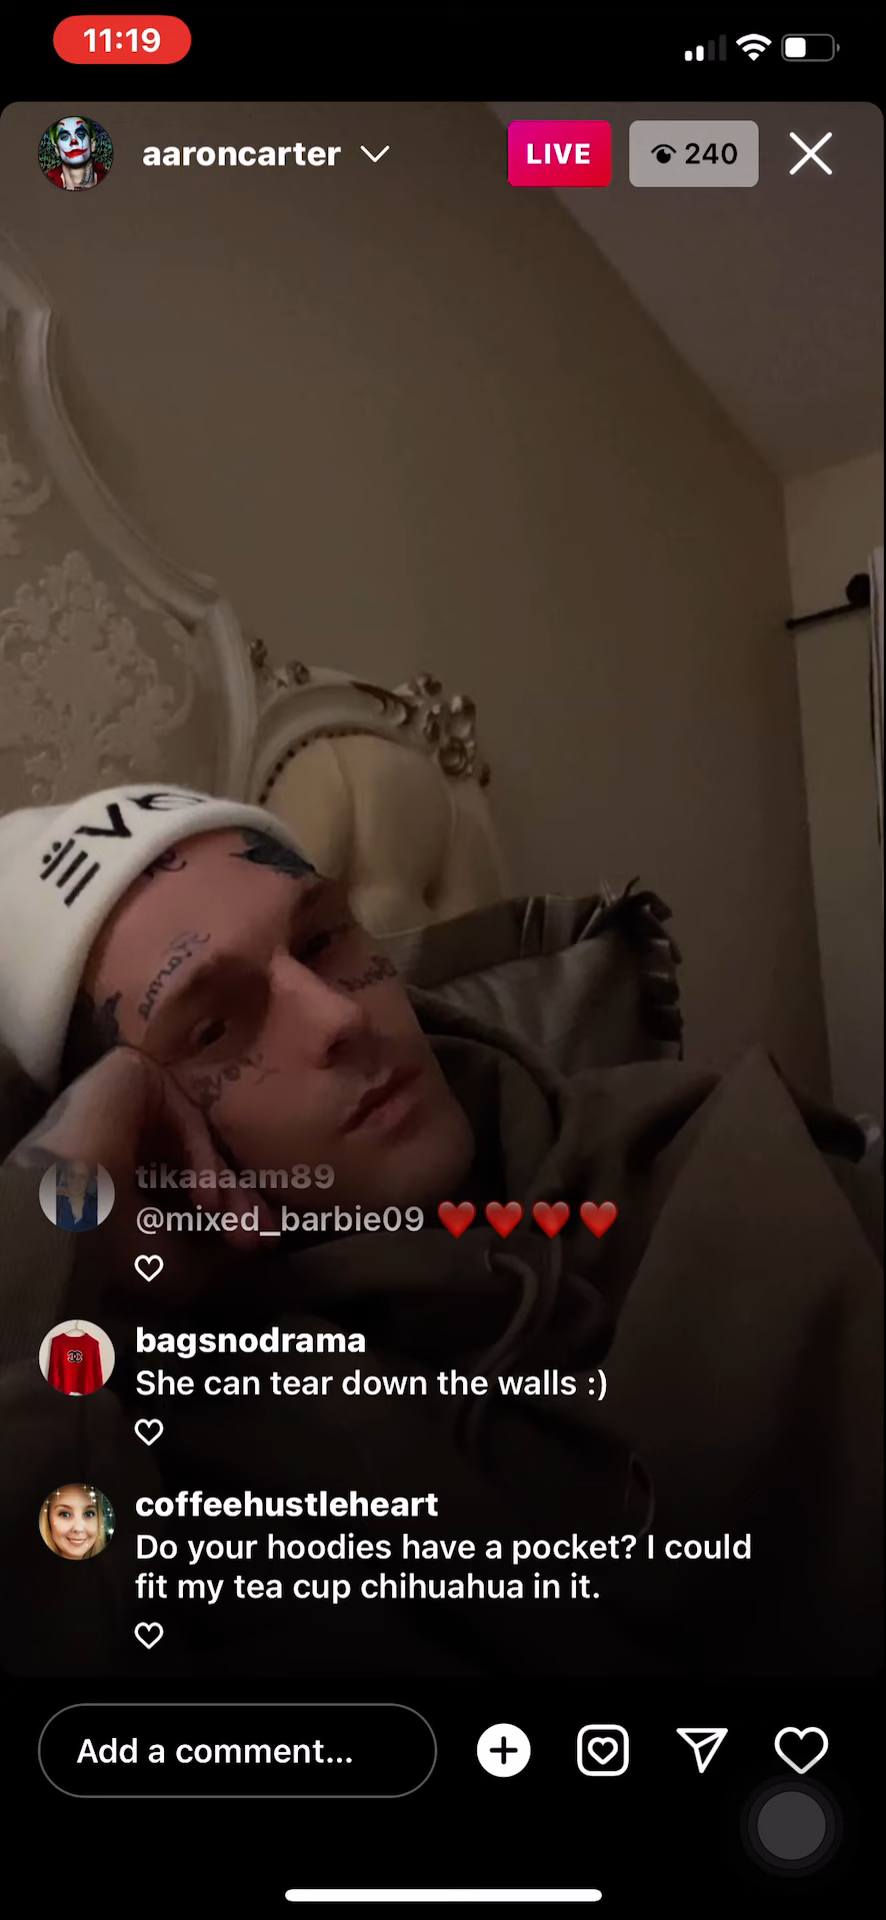 11:19
aaroncarter
LIVE
240
tikaaaam89
@mixed_barbie09 ❤️❤️❤️❤️
bagsnodrama
She can tear down the walls :)
coffeehustleheart
Do your hoodies have a pocket? I could
fit my tea cup chihuahua in it.
Add a comment...